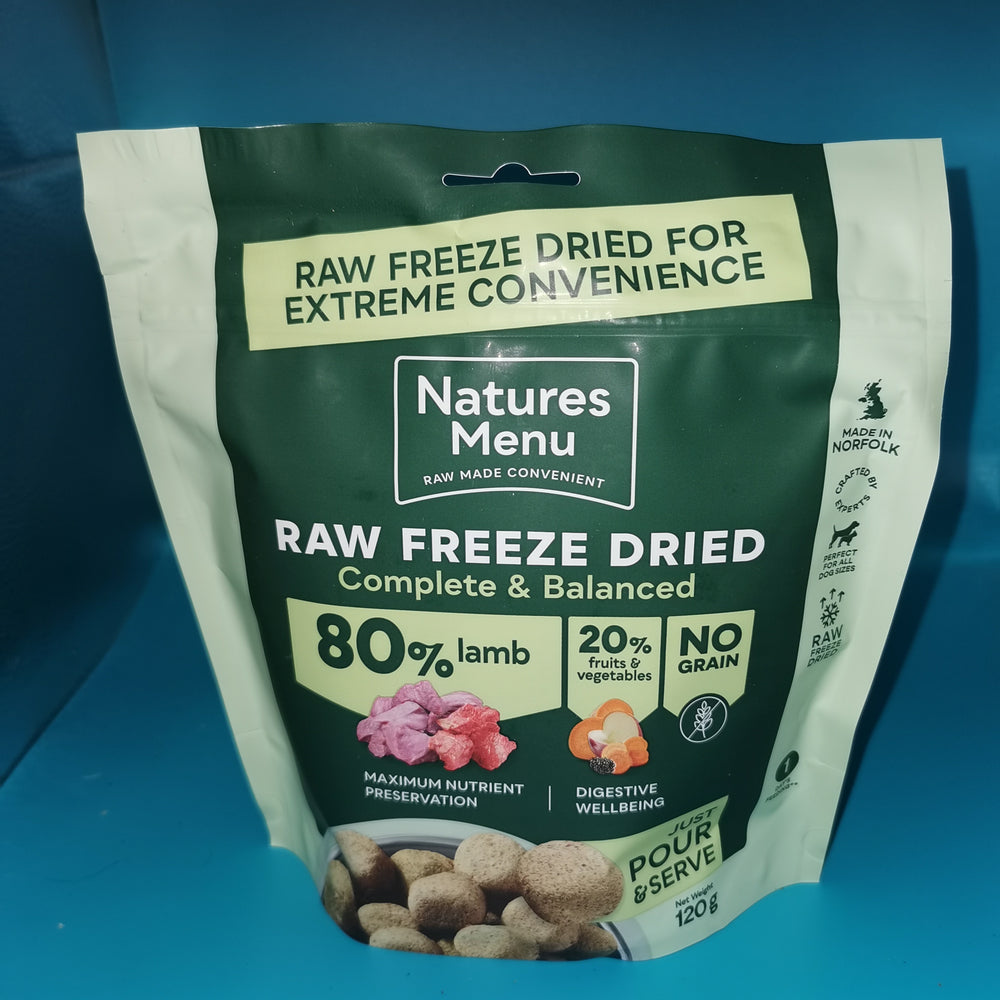 RAW FREEZE DRIED FOR
EXTREME CONVENIENCE
Natures
Menu
RAW MADE CONVENIENT
RAW FREEZE DRIED
Complete & Balanced
80% lamb
20%
fruits &
vegetables
NO
GRAIN
MAXIMUM NUTRIENT
PRESERVATION
DIGESTIVE
WELLBEING
JUST
POUR
& SERVE
Net Weight
120g
MADE IN
NORFOLK
CRAFTED BY
EXPERTS
PERFECT
FOR ALL
DOG SIZES
RAW
FREEZE
DRIED
1